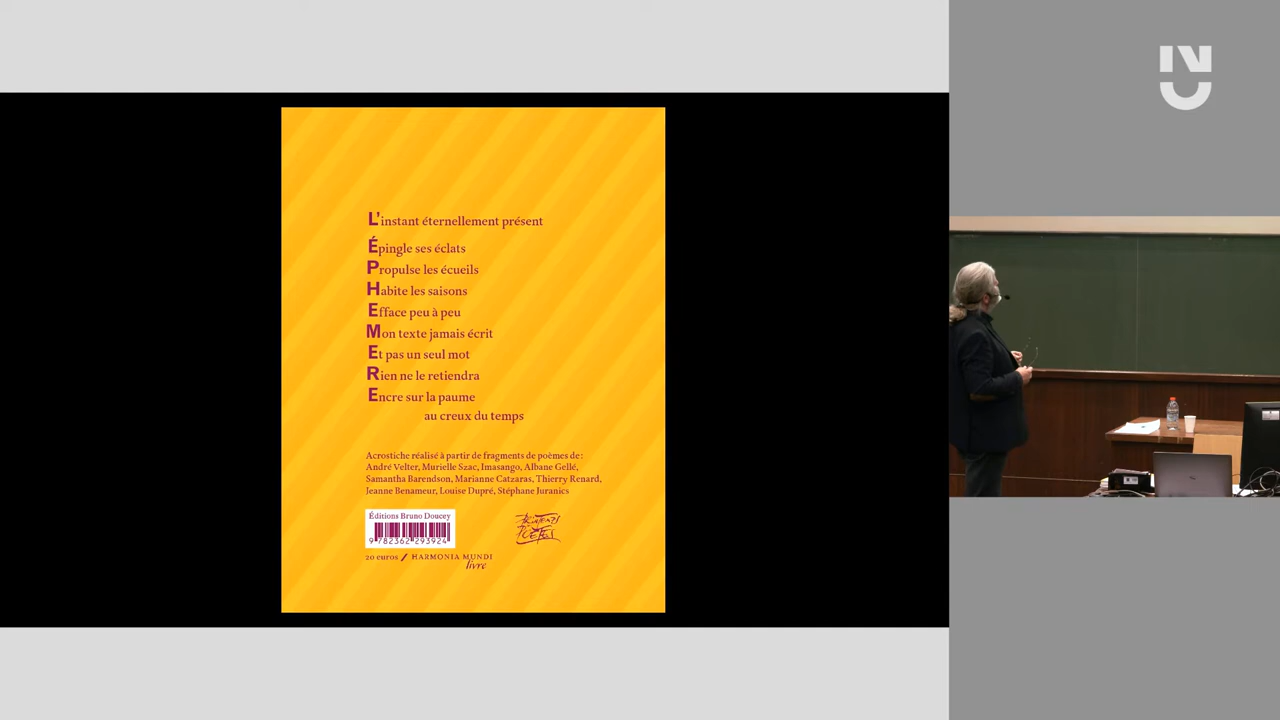 L'instant éternellement présent
Épingle ses éclats
Propulse les écueils
Habite les saisons
Efface peu à peu
Mon texte jamais écrit
Et pas un seul mot
Rien ne le retiendra
Encre sur la paume
au creux du temps
Acrostiche réalisé à partir de fragments de poèmes de :
André Velter, Murielle Szac, Imasango, Albane Gellé,
Samantha Barendson, Marianne Catzaras, Thierry Renard,
Jeanne Benameur, Louise Dupré, Stéphane Juranics
Éditions Bruno Doucey
9 782362 293924
PRINTEMPS
DES
POÈTES
20 euros / HARMONIA MUNDI
livre